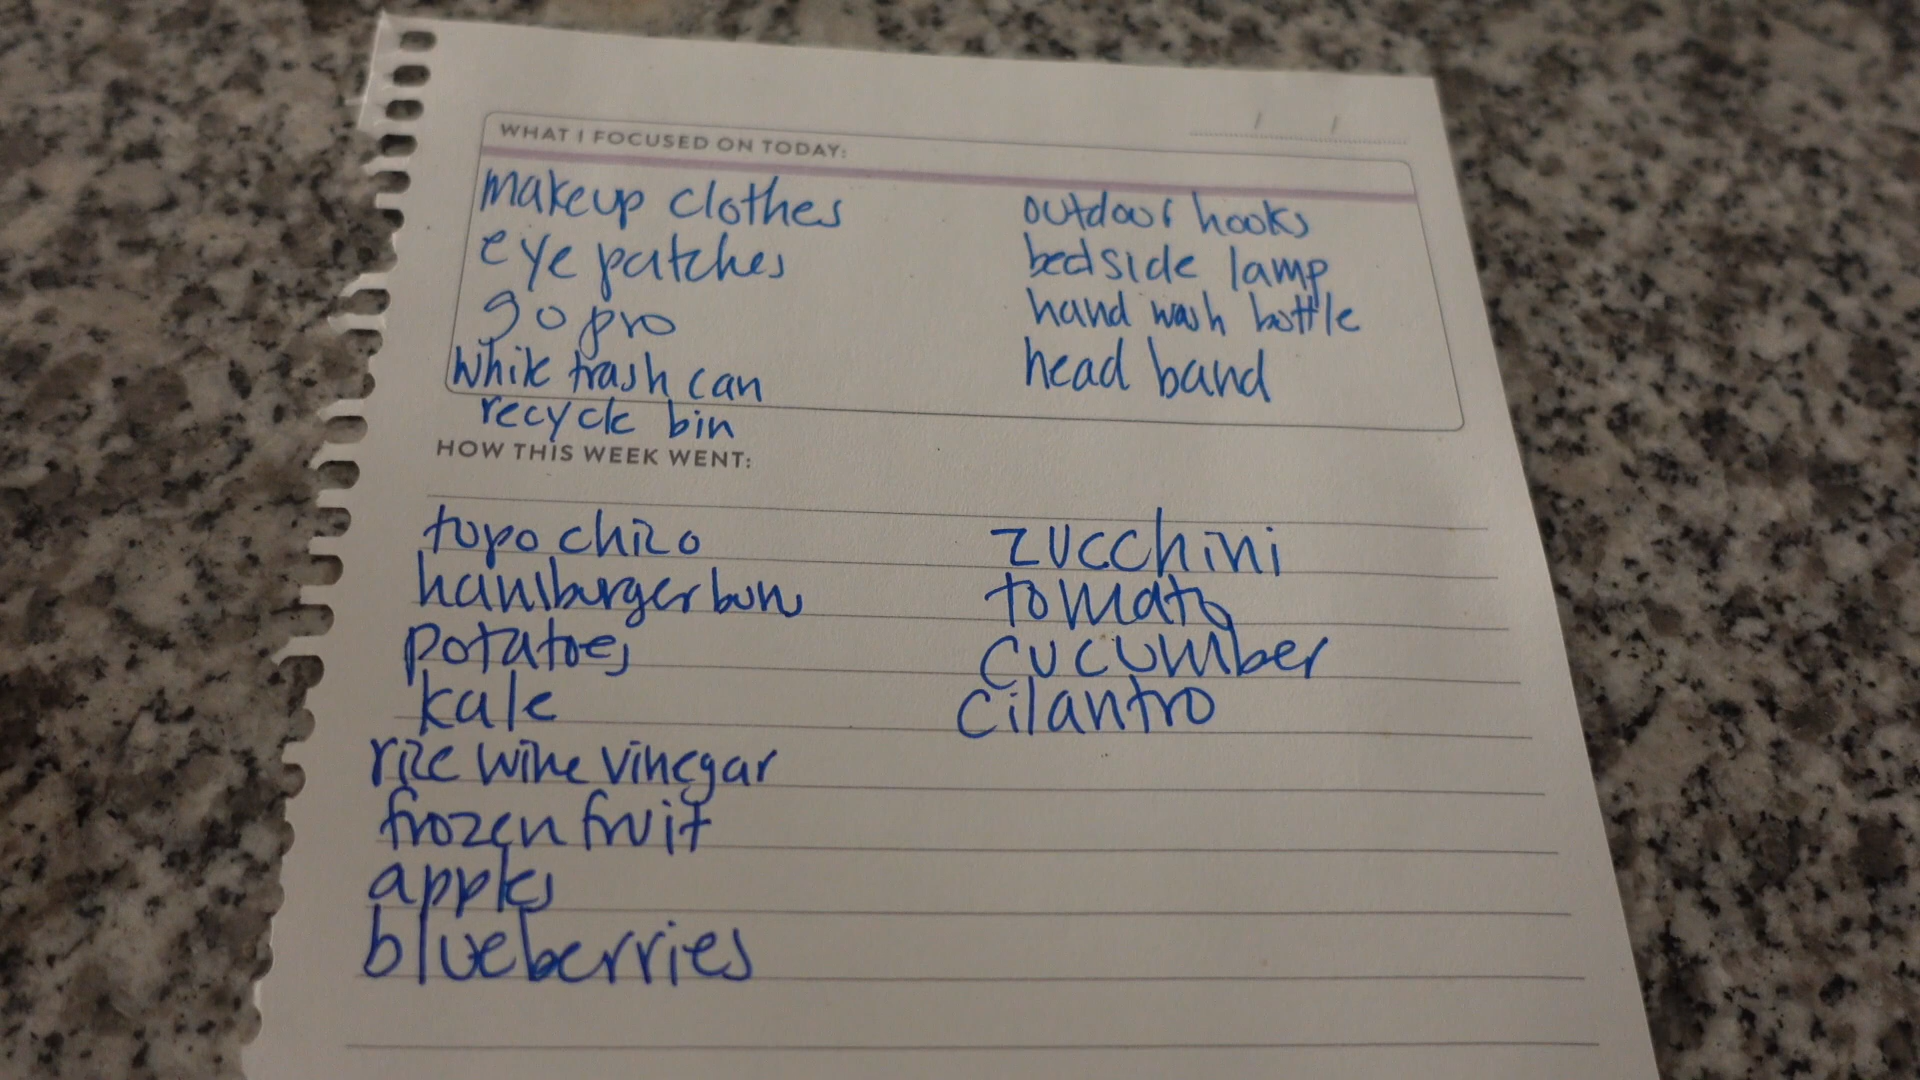 WHAT I FOCUSED ON TODAY:
/ /
makeup clothes
eye patches
go pro
white trash can
recycle bin
outdoor hooks
bedside lamp
hand wash bottle
head band
HOW THIS WEEK WENT:
topo chico
hamburger buns
potatoes
kale
rice wine vinegar
frozen fruit
apples
blueberries
zucchini
tomato
cucumber
cilantro